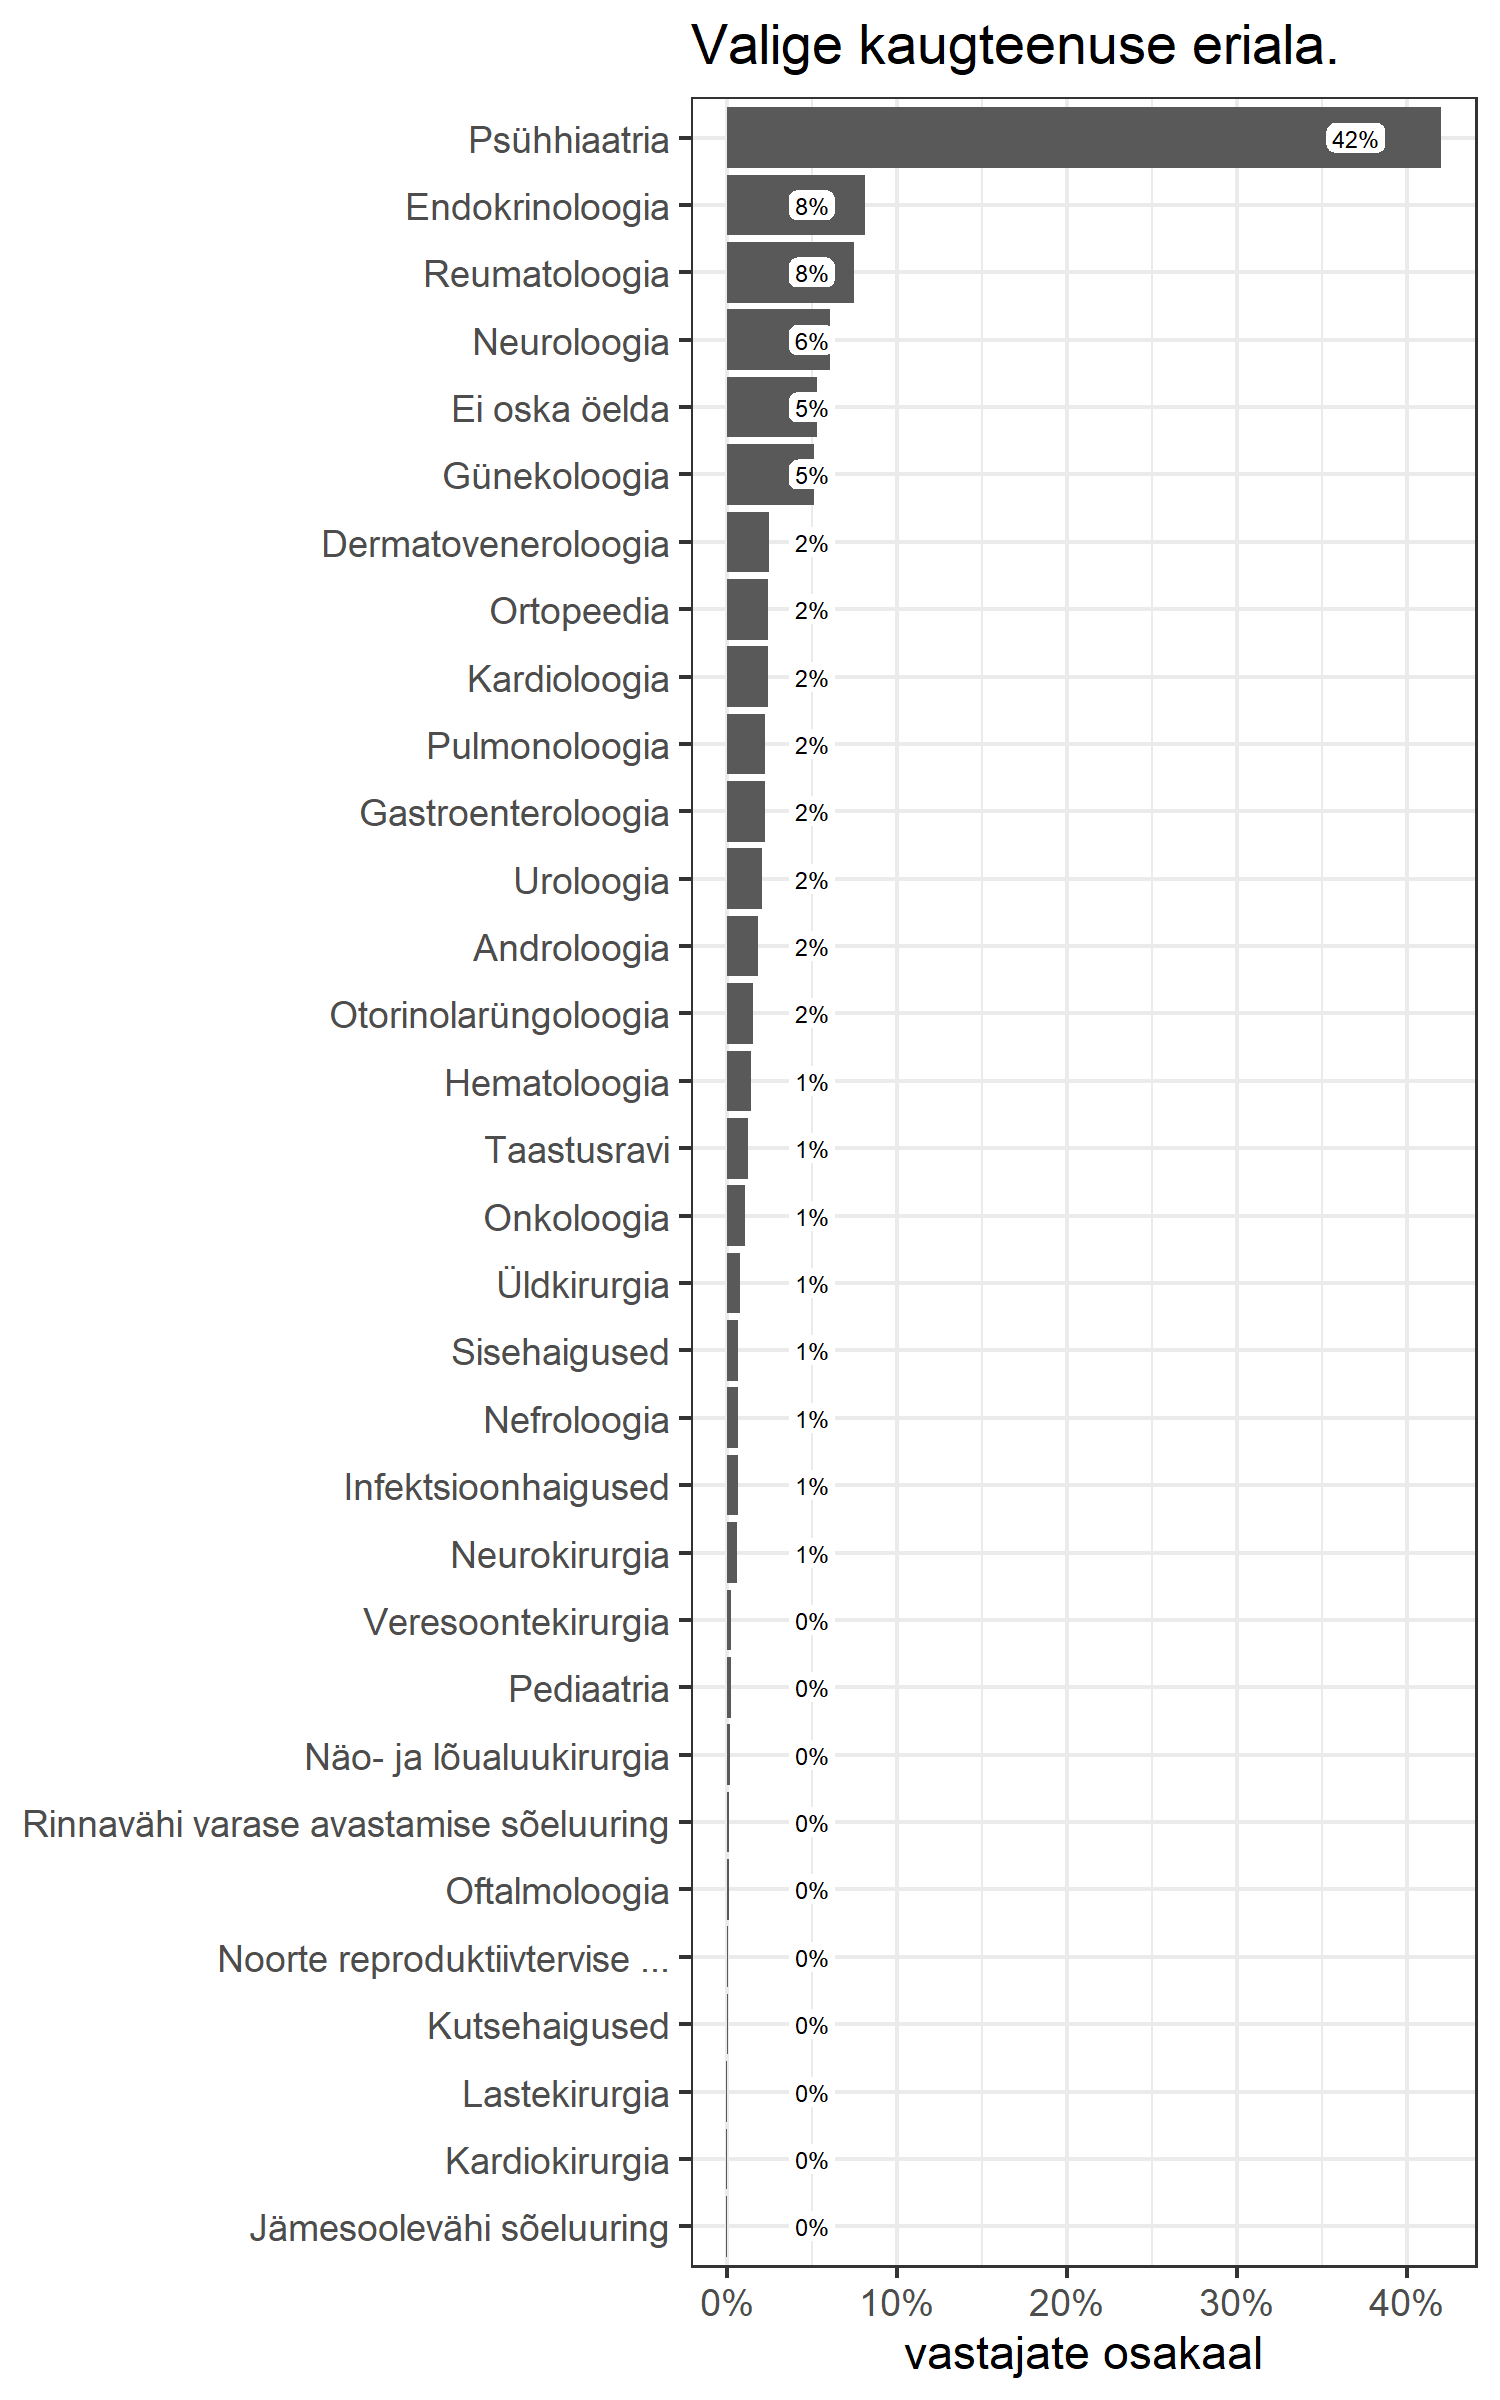 Valige kaugteenuse eriala.
Psühhiaatria 42%
Endokrinoloogia 8%
Reumatoloogia 8%
Neuroloogia 6%
Ei oska öelda 5%
Günekoloogia 5%
Dermatoveneroloogia 2%
Ortopeedia 2%
Kardioloogia 2%
Pulmonoloogia 2%
Gastroenteroloogia 2%
Uroloogia 2%
Androloogia 2%
Otorinolarüngoloogia 2%
Hematoloogia 1%
Taastusravi 1%
Onkoloogia 1%
Üldkirurgia 1%
Sisehaigused 1%
Nefroloogia 1%
Infektsioonhaigused 1%
Neurokirurgia 1%
Veresoontekirurgia 0%
Pediaatria 0%
Näo- ja lõualuukirurgia 0%
Rinnavähi varase avastamise sõeluuring 0%
Oftalmoloogia 0%
Noorte reproduktiivtervise ... 0%
Kutsehaigused 0%
Lastekirurgia 0%
Kardiokirurgia 0%
Jämesoolevähi sõeluuring 0%
0% 10% 20% 30% 40%
vastajate osakaal